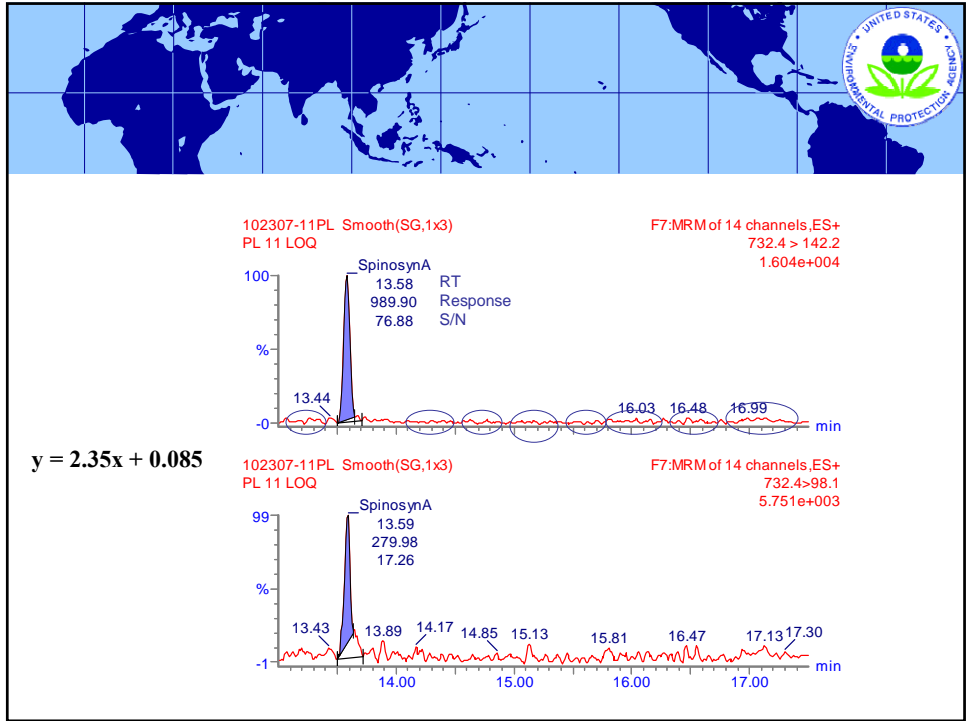 UNITED STATES
ENVIRONMENTAL PROTECTION AGENCY
102307-11PL Smooth(SG,1x3)
F7:MRM of 14 channels,ES+
PL 11 LOQ
732.4 > 142.2
1.604e+004
SpinosynA
100
13.58 RT
989.90 Response
76.88 S/N
%
13.44
16.03 16.48 16.99
-0
min
y = 2.35x + 0.085
102307-11PL Smooth(SG,1x3)
F7:MRM of 14 channels,ES+
PL 11 LOQ
732.4>98.1
5.751e+003
SpinosynA
99
13.59
279.98
17.26
%
13.43 13.89 14.17 14.85 15.13 15.81 16.47 17.13 17.30
-1
min
14.00 15.00 16.00 17.00